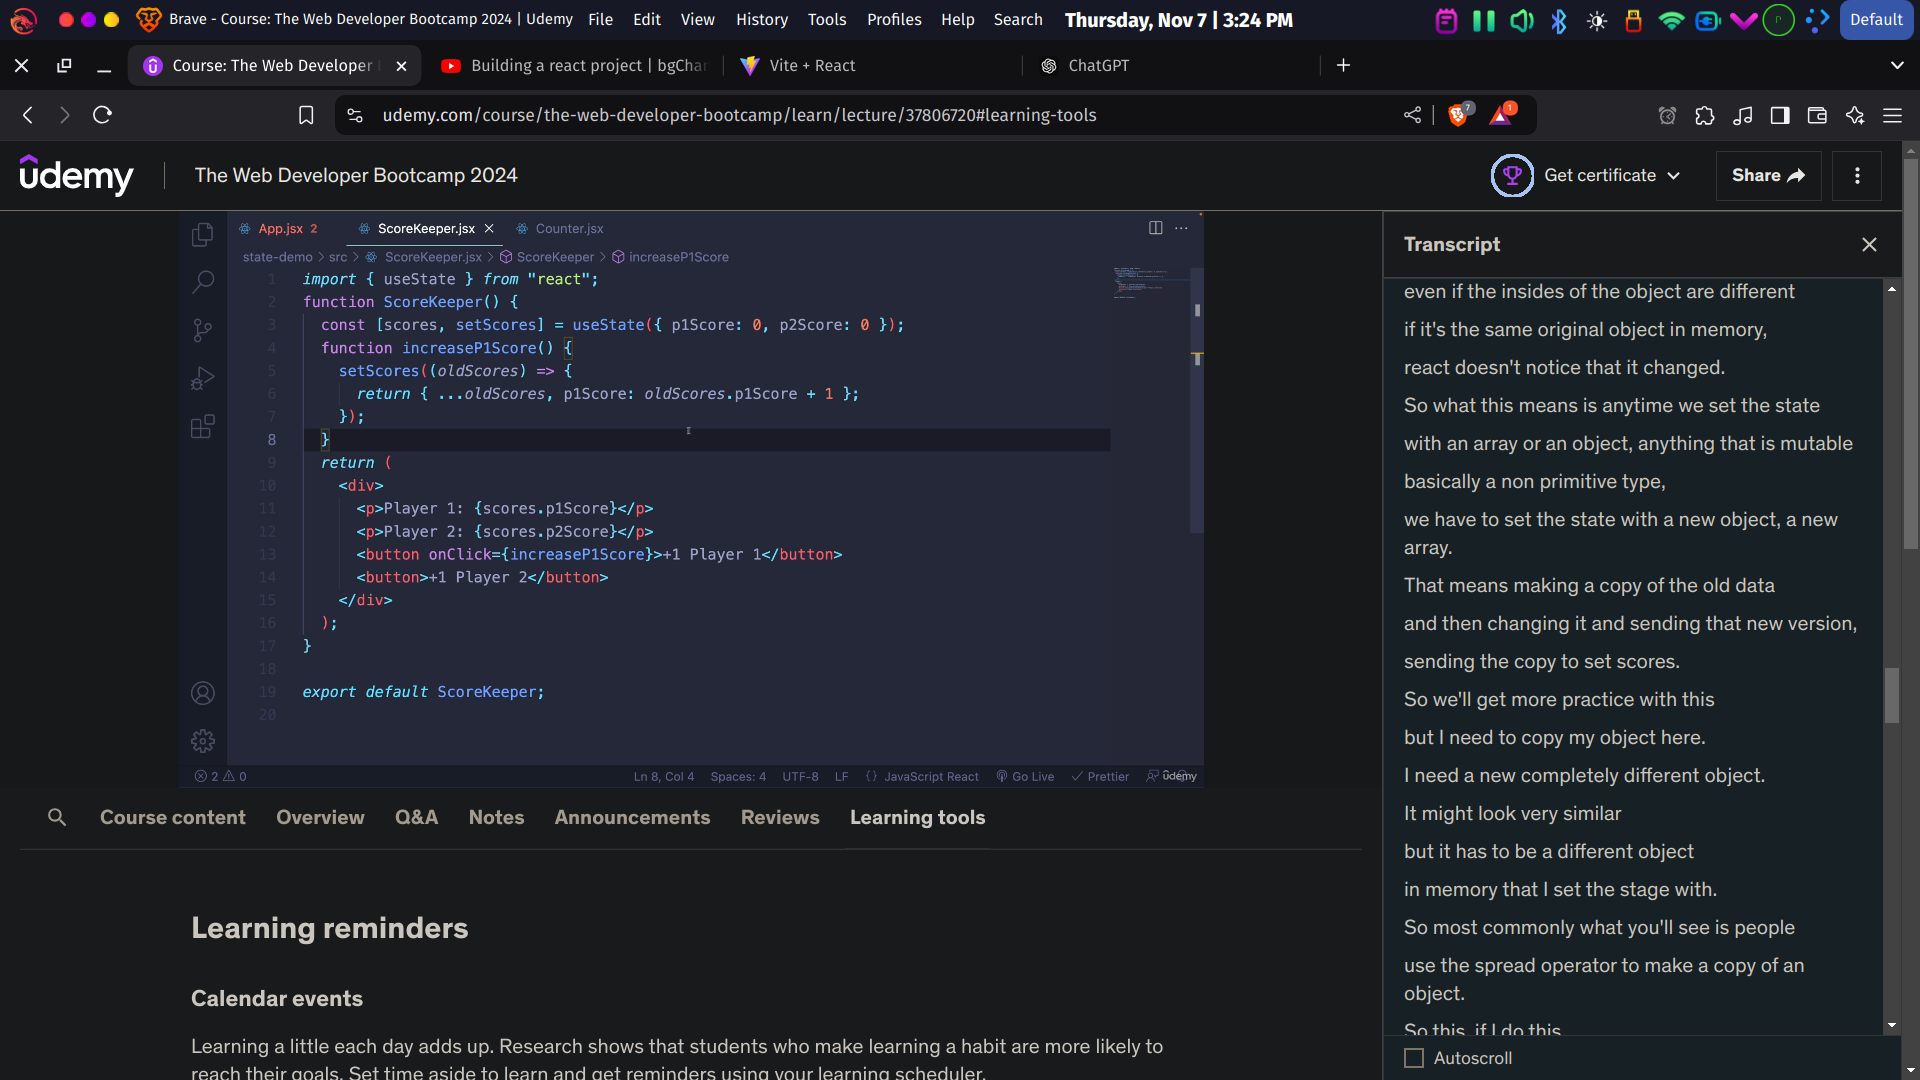 Brave - Course: The Web Developer Bootcamp 2024 | Udemy File Edit View History Tools Profiles Help Search Thursday, Nov 7 | 3:24 PM Default
Course: The Web Developer Building a react project | bgChar Vite + React ChatGPT
udemy.com/course/the-web-developer-bootcamp/learn/lecture/37806720#learning-tools 7 1
udemy The Web Developer Bootcamp 2024 Get certificate Share
App.jsx 2 ScoreKeeper.jsx Counter.jsx
state-demo > src > ScoreKeeper.jsx > ScoreKeeper > increaseP1Score
1 import { useState } from "react";
2 function ScoreKeeper() {
3 const [scores, setScores] = useState({ p1Score: 0, p2Score: 0 });
4 function increaseP1Score() {
5 setScores((oldScores) => {
6 return { ...oldScores, p1Score: oldScores.p1Score + 1 };
7 });
8 }
9 return (
10 <div>
11 <p>Player 1: {scores.p1Score}</p>
12 <p>Player 2: {scores.p2Score}</p>
13 <button onClick={increaseP1Score}>+1 Player 1</button>
14 <button>+1 Player 2</button>
15 </div>
16 );
17 }
18
19 export default ScoreKeeper;
20
2 0 Ln 8, Col 4 Spaces: 4 UTF-8 LF {} JavaScript React Go Live Prettier udemy
Transcript
even if the insides of the object are different
if it's the same original object in memory,
react doesn't notice that it changed.
So what this means is anytime we set the state
with an array or an object, anything that is mutable
basically a non primitive type,
we have to set the state with a new object, a new
array.
That means making a copy of the old data
and then changing it and sending that new version,
sending the copy to set scores.
So we'll get more practice with this
but I need to copy my object here.
I need a new completely different object.
It might look very similar
but it has to be a different object
in memory that I set the stage with.
So most commonly what you'll see is people
use the spread operator to make a copy of an
object.
So this, if I do this
Autoscroll
Course content Overview Q&A Notes Announcements Reviews Learning tools
Learning reminders
Calendar events
Learning a little each day adds up. Research shows that students who make learning a habit are more likely to
reach their goals. Set time aside to learn and get reminders using your learning scheduler.